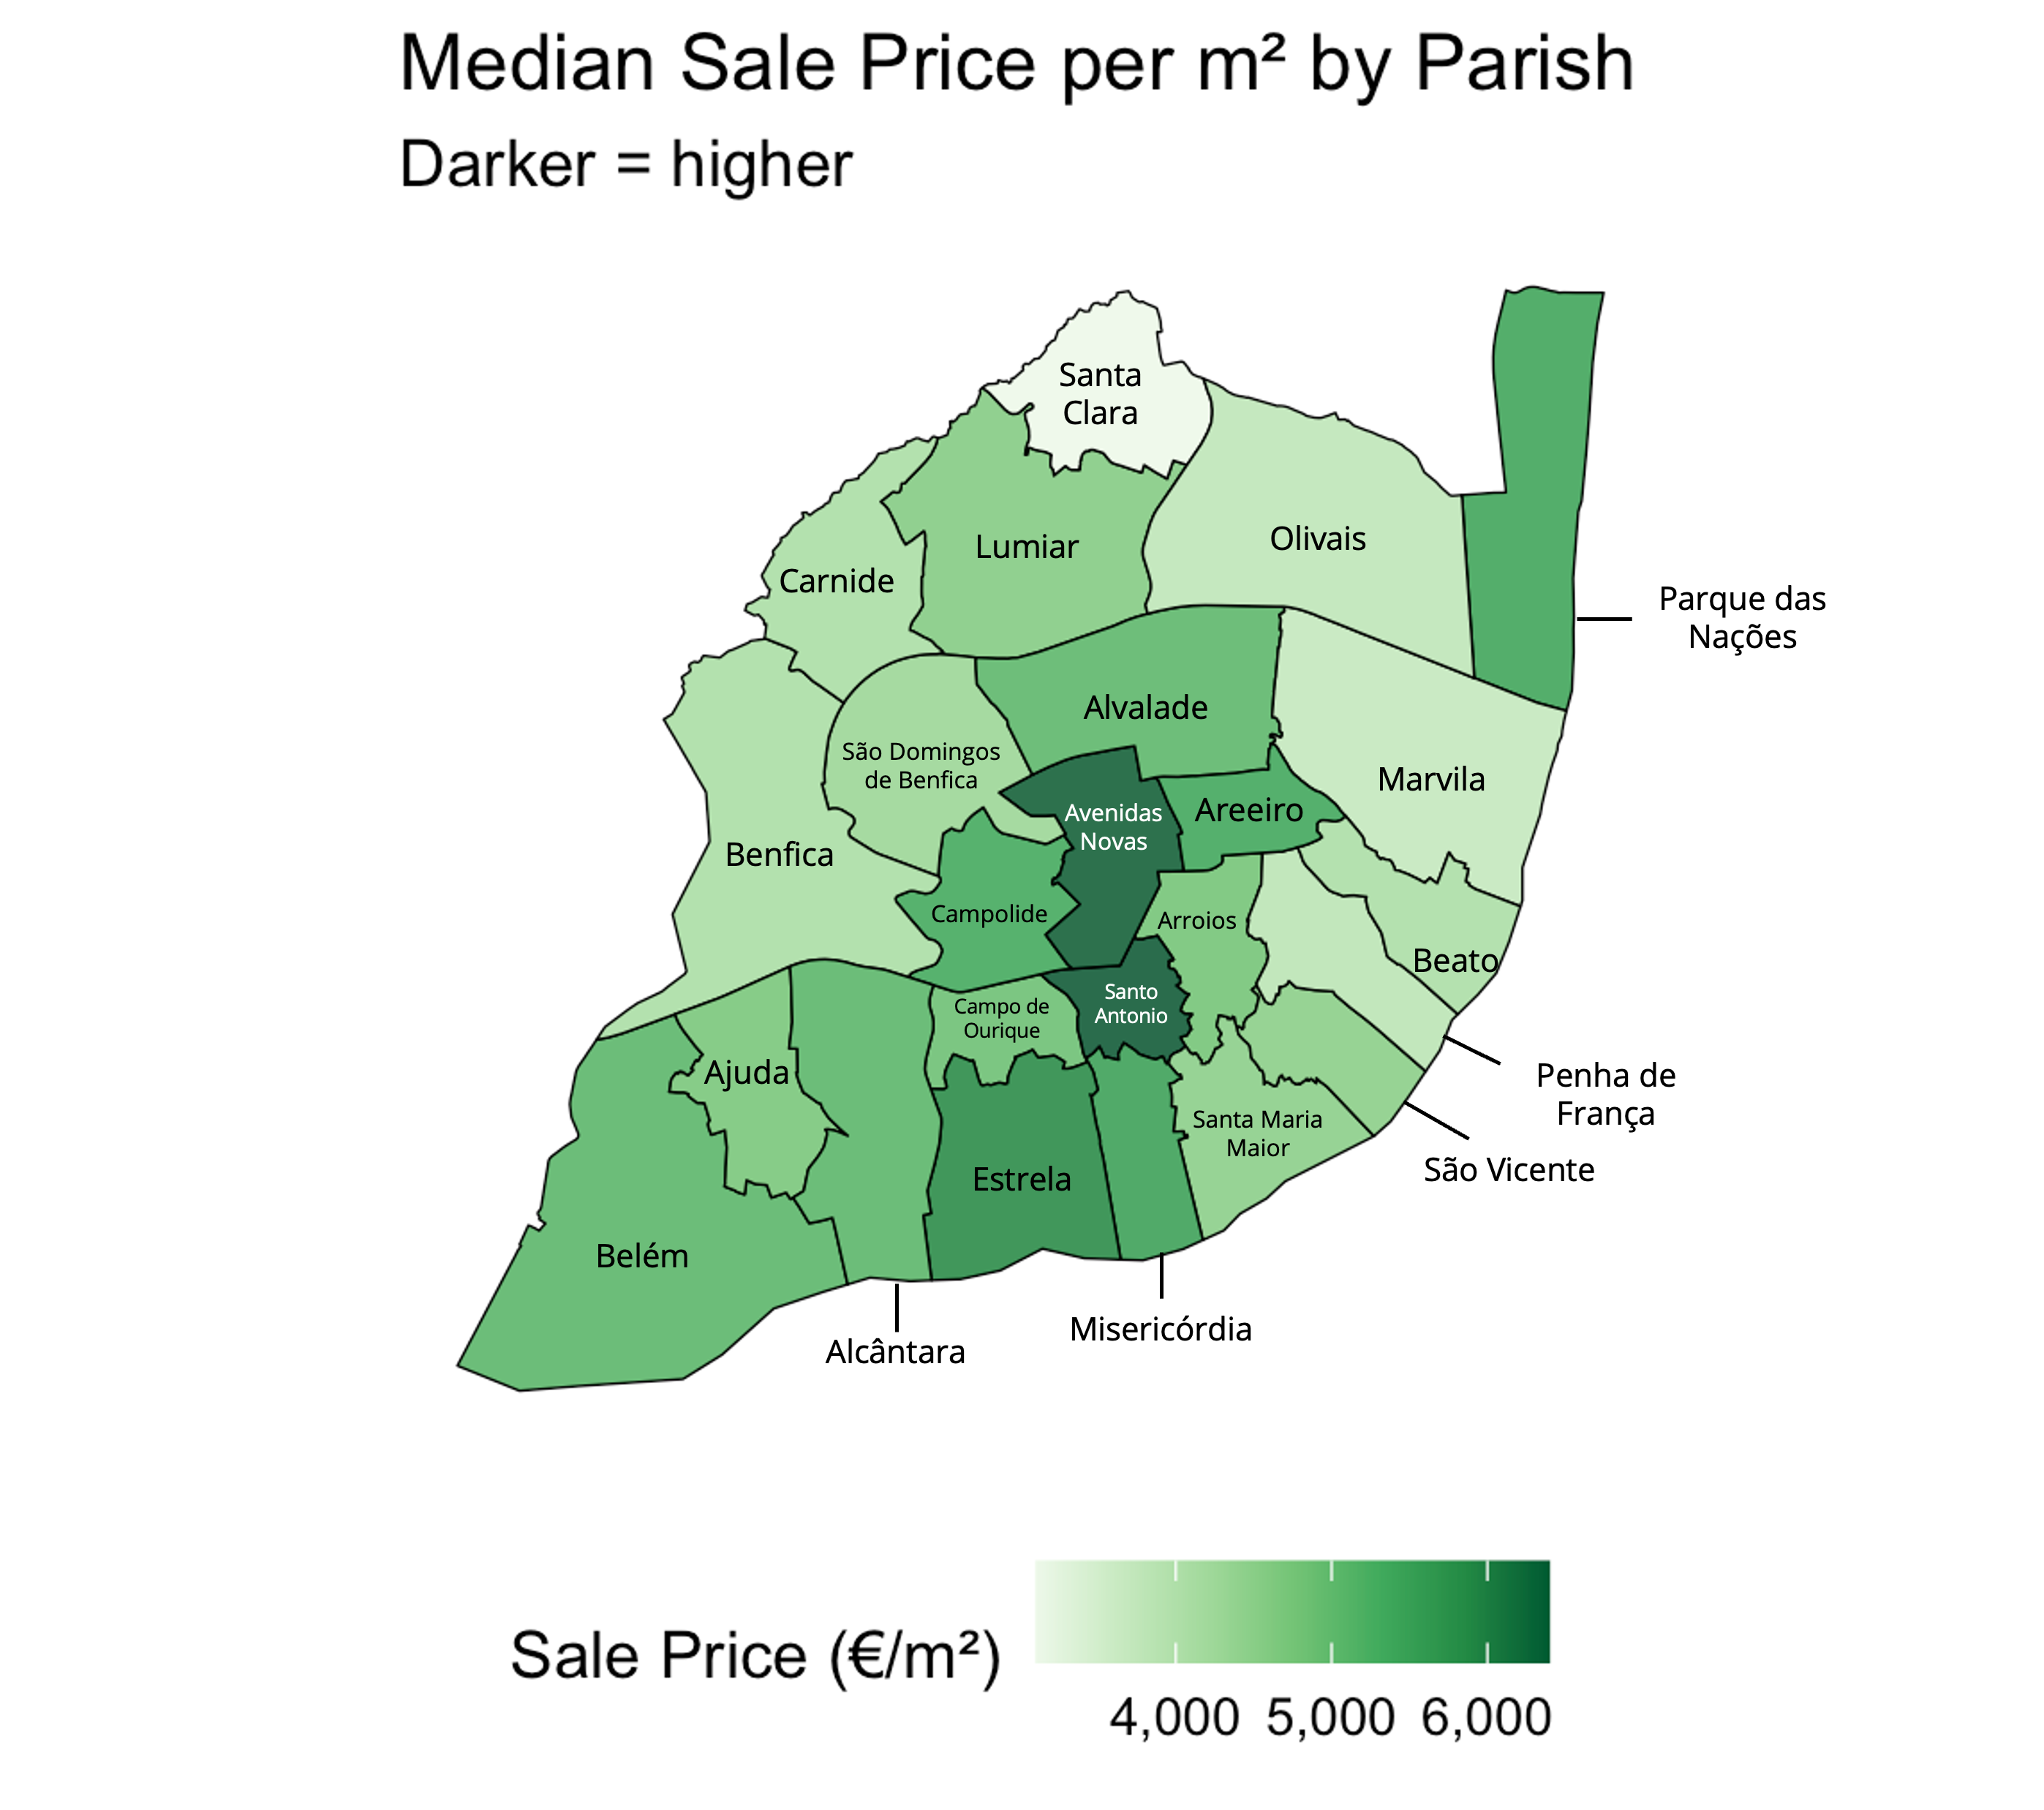 Median Sale Price per m² by Parish
Darker = higher
Santa
Clara
Olivais
Lumiar
Carnide
Parque das
Nações
Alvalade
São Domingos
de Benfica
Marvila
Avenidas
Novas
Areeiro
Benfica
Campolide
Arroios
Beato
Santo
Antonio
Campo de
Ourique
Ajuda
Penha de
França
Santa Maria
Maior
São Vicente
Estrela
Belém
Misericórdia
Alcântara
Sale Price (€/m²)
4,000 5,000 6,000